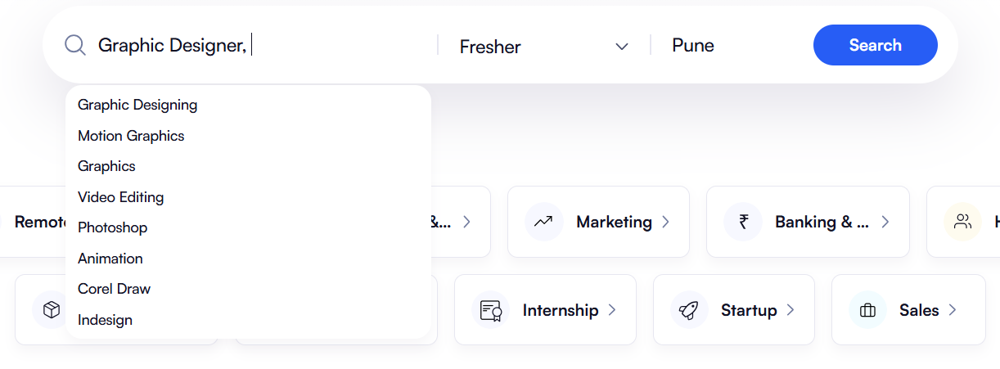 Graphic Designer,
Fresher
Pune
Search
Graphic Designing
Motion Graphics
Graphics
Video Editing
Photoshop
Animation
Corel Draw
Indesign
&...
Marketing
₹
Banking & ...
Internship
Startup
Sales